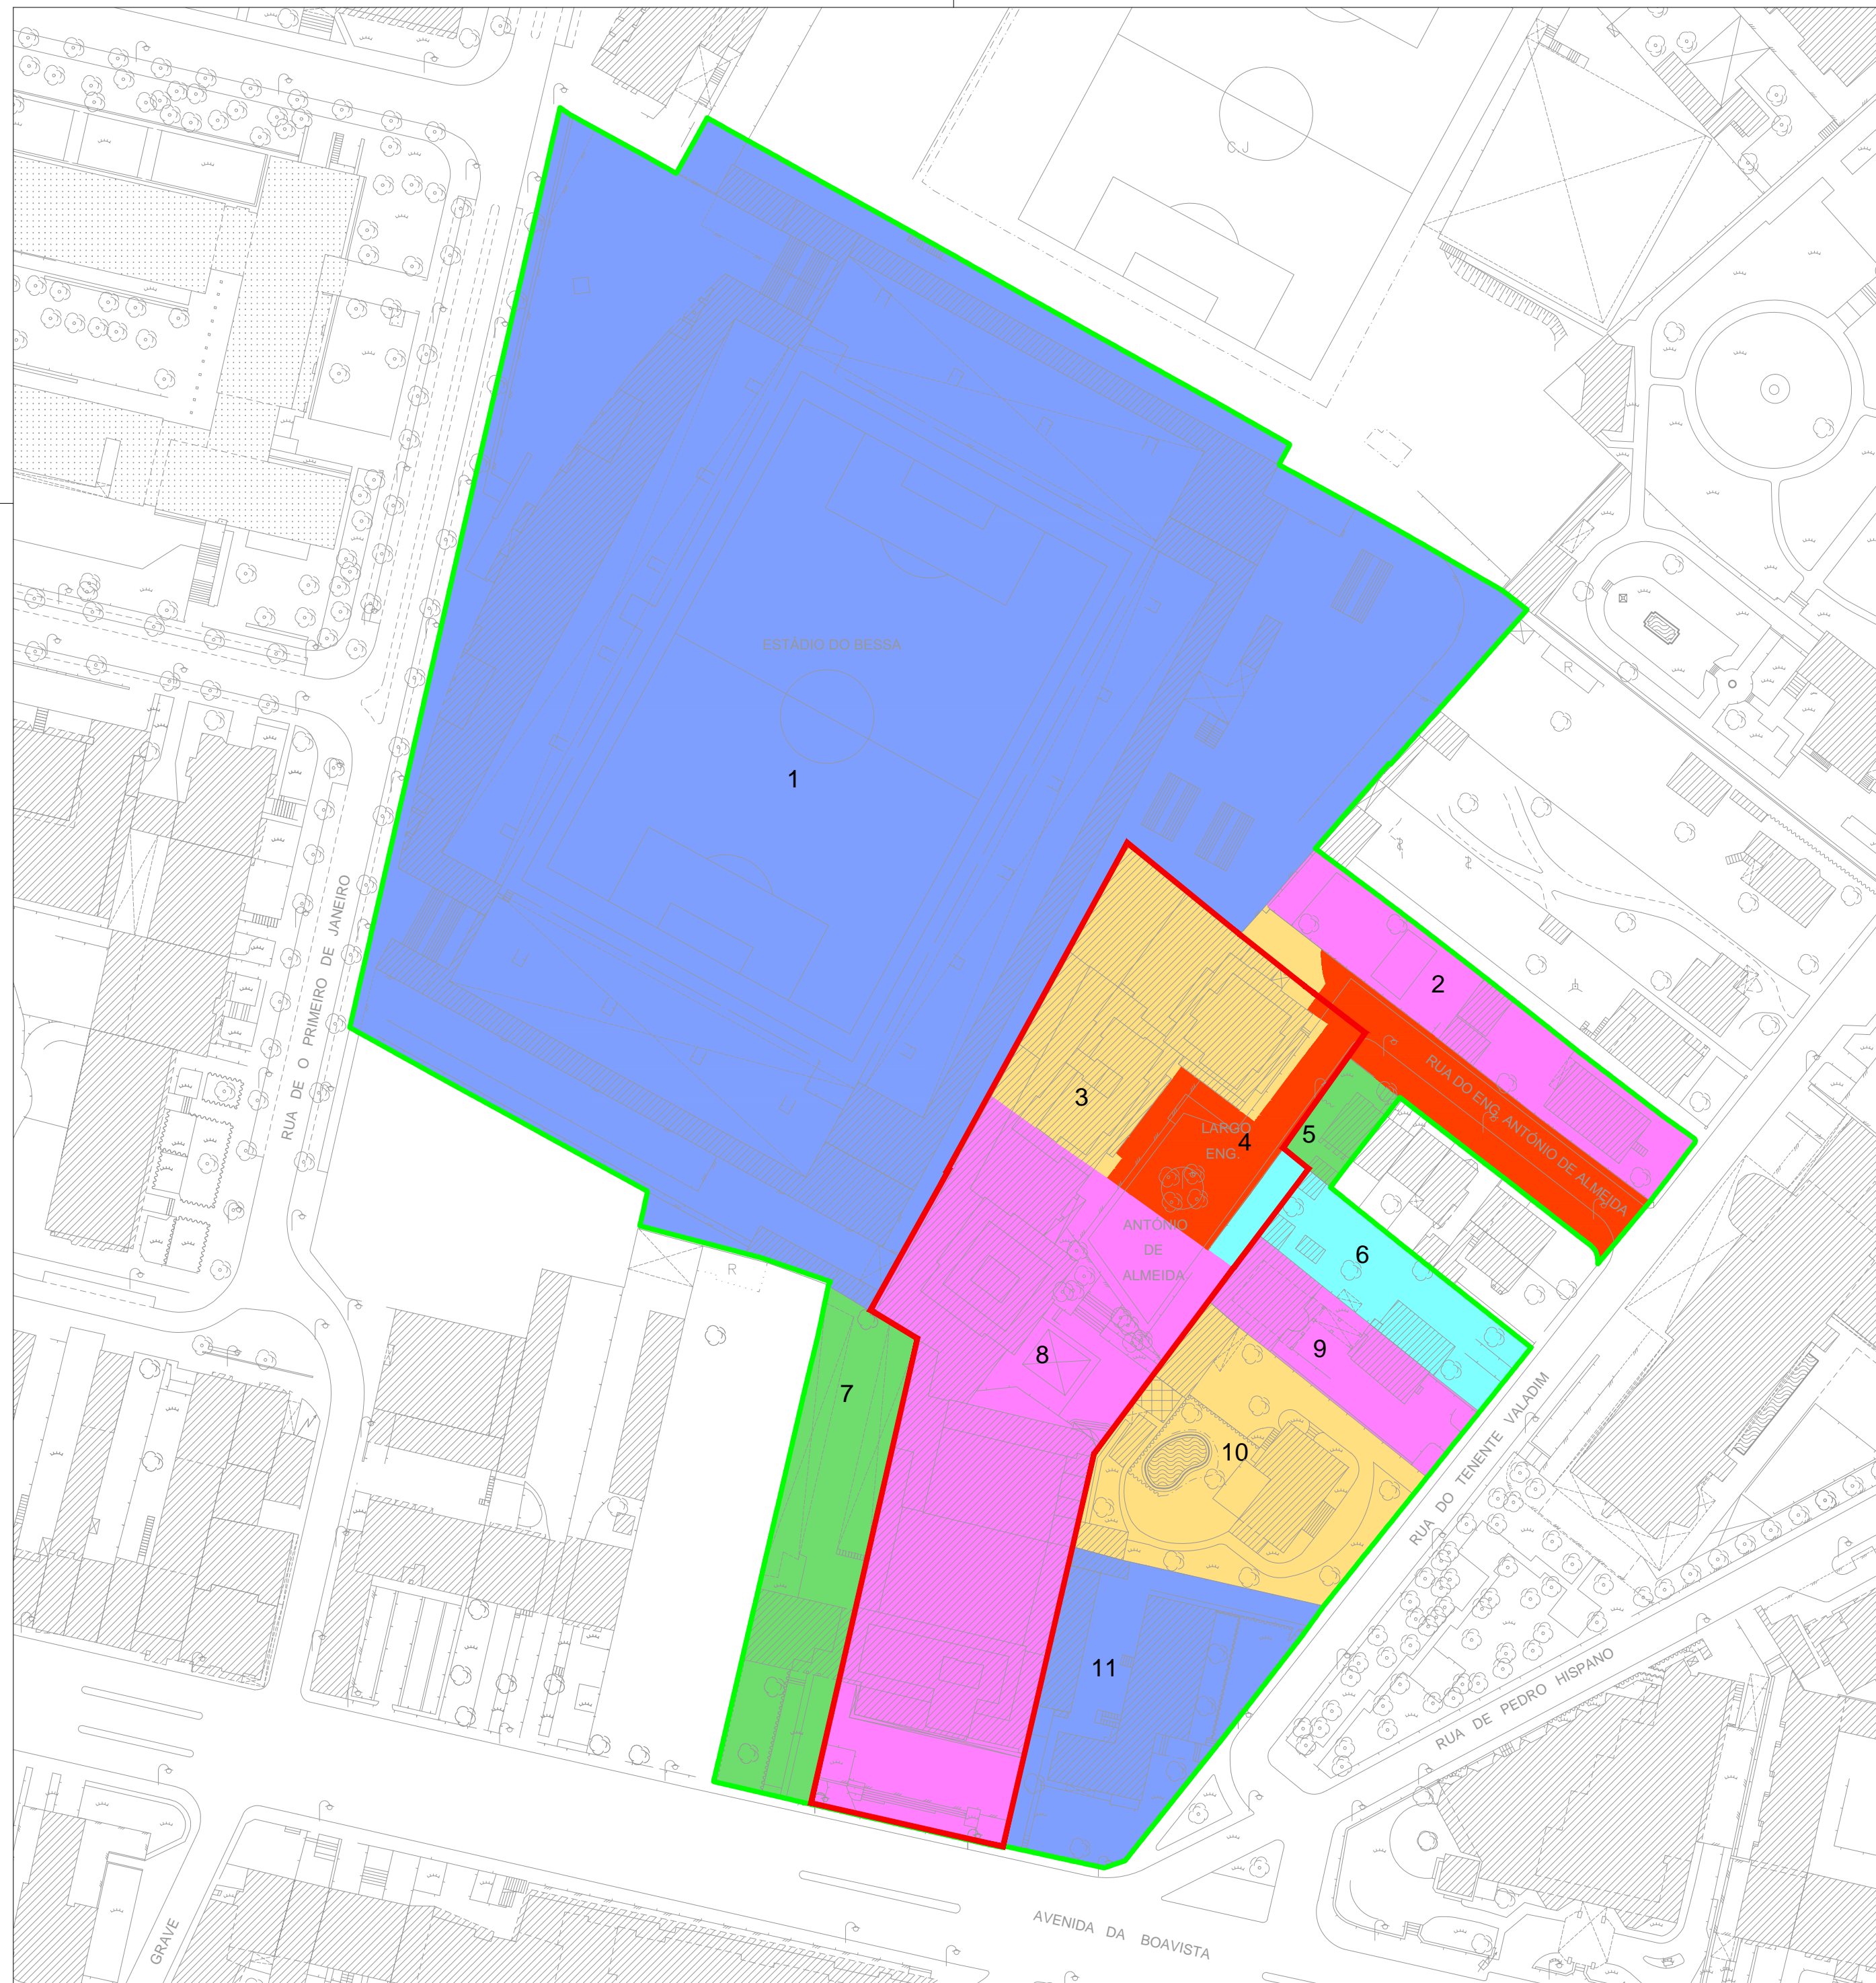 C J
ESTÁDIO DO BESSA
R
1
RUA DE O PRIMEIRO DE JANEIRO
2
3
RUA DO ENG. ANTÓNIO DE ALMEIDA
LARGO
4
ENG.
5
ANTÓNIO
DE
ALMEIDA
6
R
7
8
9
10
RUA DO TENENTE VALADIM
11
RUA DE PEDRO HISPANO
AVENIDA DA BOAVISTA
GRAVE